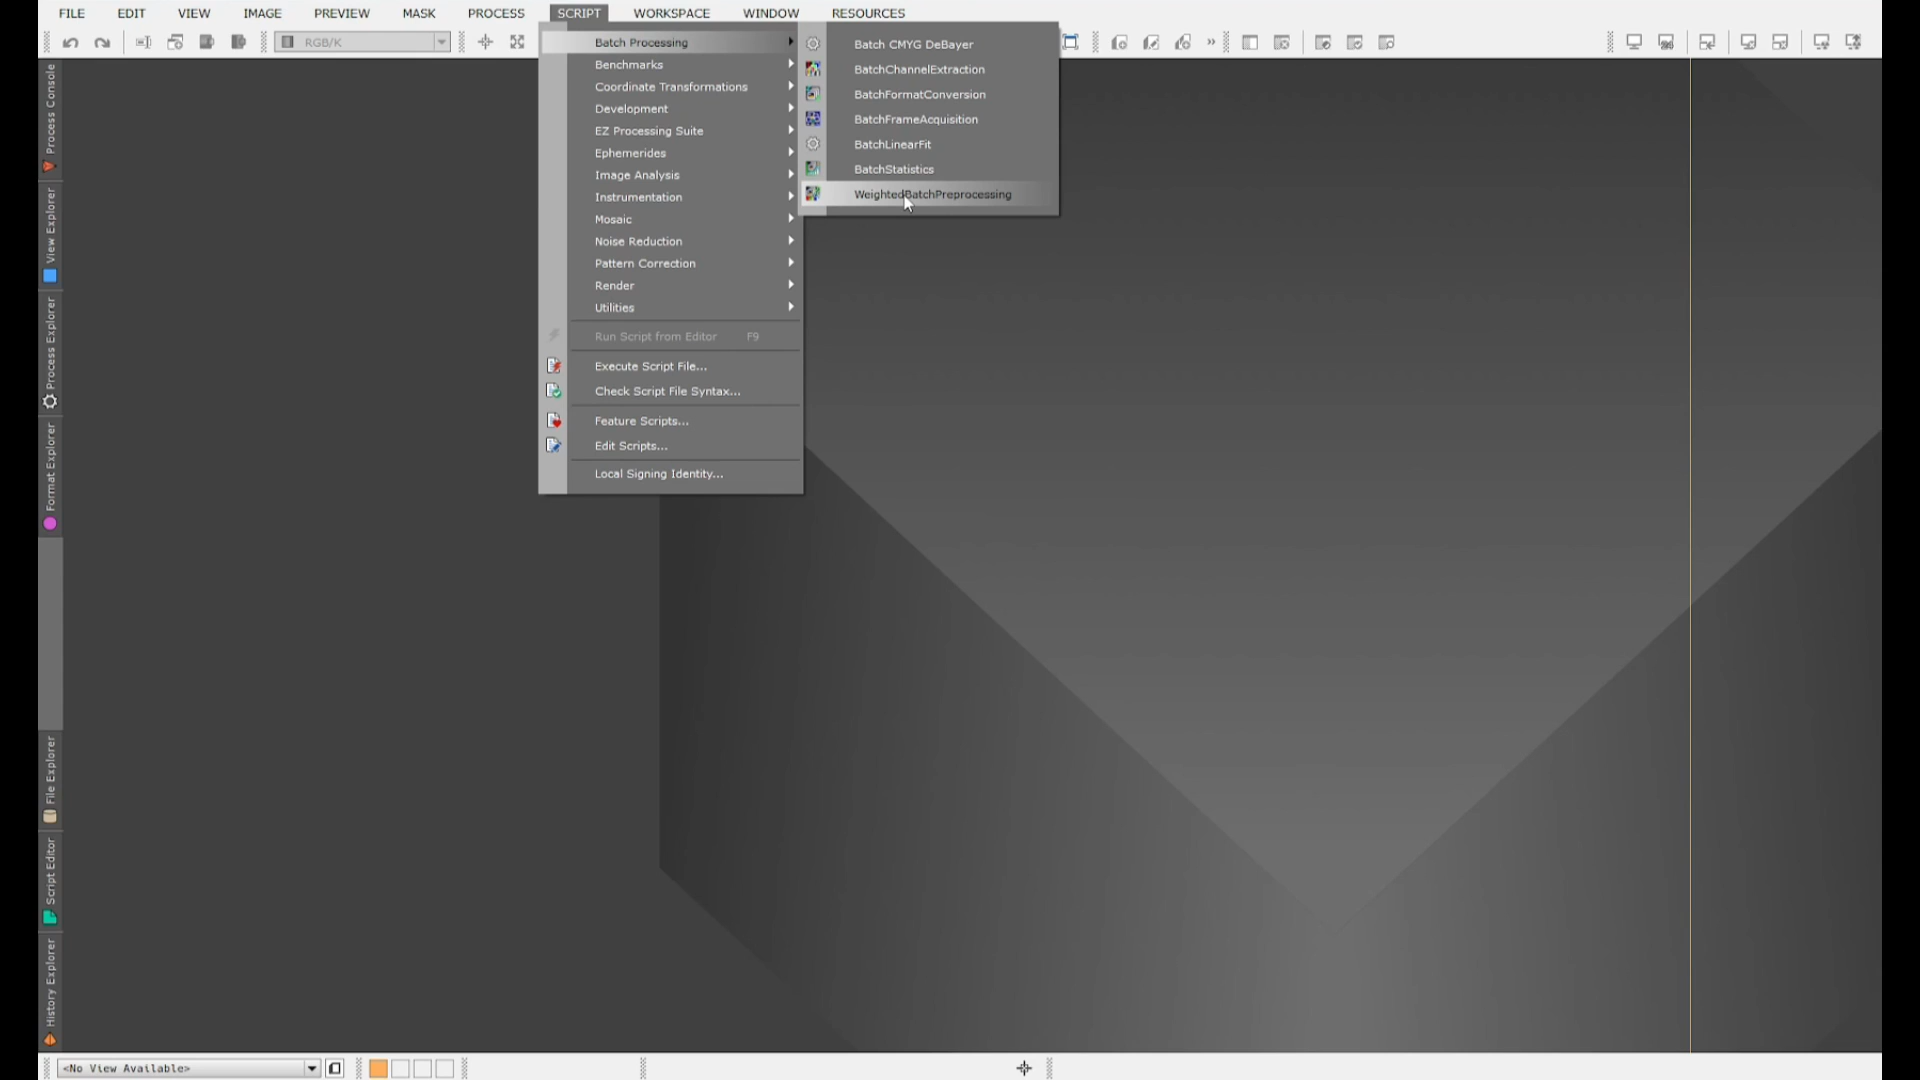 FILE EDIT VIEW IMAGE PREVIEW MASK PROCESS SCRIPT WORKSPACE WINDOW RESOURCES
RGB/K
»
Batch Processing
Benchmarks
Coordinate Transformations
Development
EZ Processing Suite
Ephemerides
Image Analysis
Instrumentation
Mosaic
Noise Reduction
Pattern Correction
Render
Utilities
Run Script from Editor F9
Execute Script File...
Check Script File Syntax...
Feature Scripts...
Edit Scripts...
Local Signing Identity...
Batch CMYG DeBayer
BatchChannelExtraction
BatchFormatConversion
BatchFrameAcquisition
BatchLinearFit
BatchStatistics
WeightedBatchPreprocessing
Process Console
View Explorer
Process Explorer
Format Explorer
File Explorer
Script Editor
History Explorer
<No View Available>